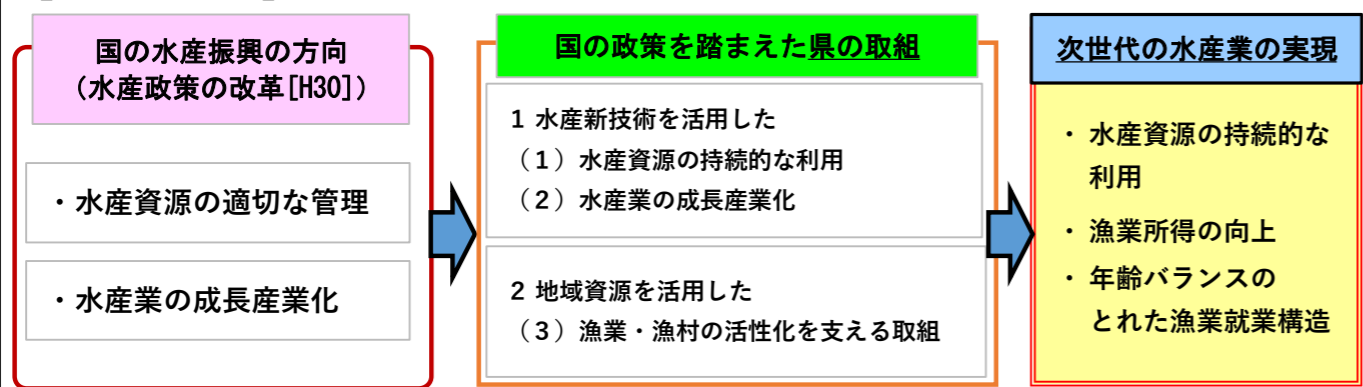 国の水産振興の方向
（水産政策の改革[H30]）
・水産資源の適切な管理
・水産業の成長産業化
国の政策を踏まえた県の取組
1 水産新技術を活用した
（1）水産資源の持続的な利用
（2）水産業の成長産業化
2 地域資源を活用した
（3）漁業・漁村の活性化を支える取組
次世代の水産業の実現
・ 水産資源の持続的な
利用
・ 漁業所得の向上
・ 年齢バランスの
とれた漁業就業構造